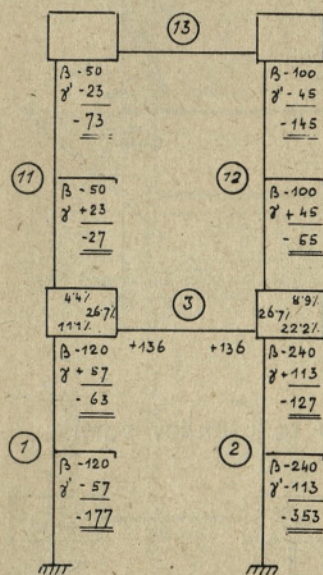 13
β -50
γ' -23
-73
β -100
γ' -45
-145
11
β -50
γ +23
-27
12
β -100
γ +45
-55
4'4%
26'7%
11'1%
3
8'9%
26'7%
22'2%
+136 +136
β -120
γ + 57
- 63
β -240
γ +113
-127
1
β -120
γ' - 57
-177
2
β -240
γ' -113
-353